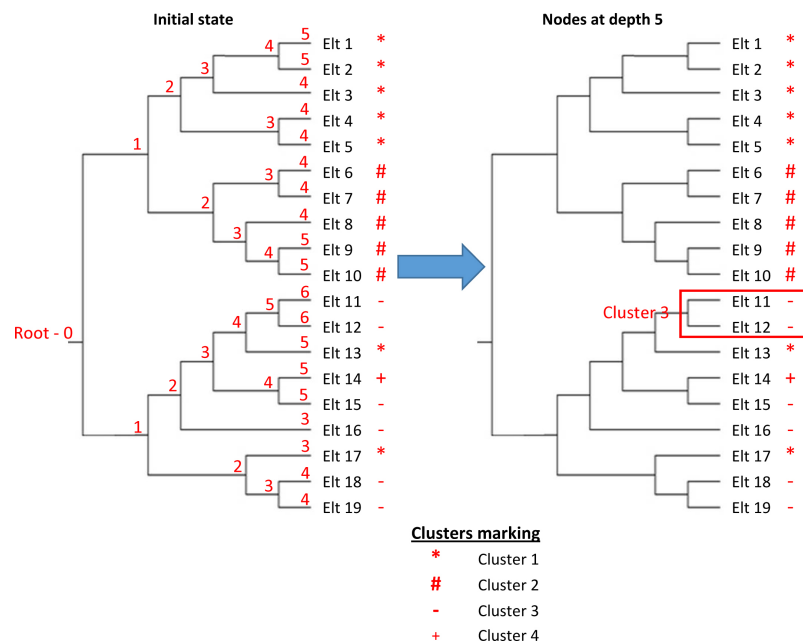 Initial state
Nodes at depth 5
5 Elt 1 *
4
5 Elt 2 *
3
4 Elt 3 *
2
4 Elt 4 *
3
4 Elt 5 *
1
4 Elt 6 #
3
4 Elt 7 #
2
4 Elt 8 #
3
5 Elt 9 #
4
5 Elt 10 #
6 Elt 11 -
5
6 Elt 12 -
4
5 Elt 13 *
3
5 Elt 14 +
4
5 Elt 15 -
2
3 Elt 16 -
1
3 Elt 17 *
2
4 Elt 18 -
3
4 Elt 19 -
Root - 0
Elt 1 *
Elt 2 *
Elt 3 *
Elt 4 *
Elt 5 *
Elt 6 #
Elt 7 #
Elt 8 #
Elt 9 #
Elt 10 #
Elt 11 -
Cluster 3
Elt 12 -
Elt 13 *
Elt 14 +
Elt 15 -
Elt 16 -
Elt 17 *
Elt 18 -
Elt 19 -
Clusters marking
* Cluster 1
# Cluster 2
- Cluster 3
+ Cluster 4